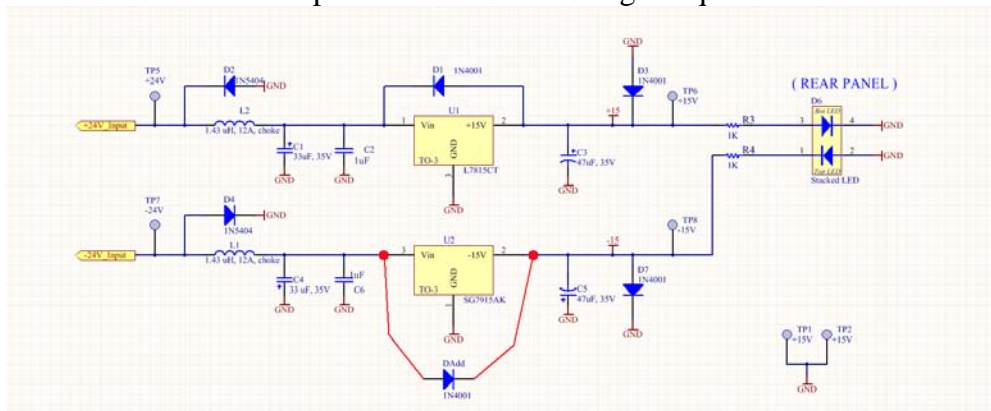 GND
TP5
+24V
D2
1N5404
GND
D1
1N4001
D3
1N4001
TP6
+15V
( REAR PANEL )
D6
U1
L2
+15
+24V_Input
1
Vin
+15V
2
R3
3
4
GND
1.43 uH, 12A, choke
1K
C1
33uF, 35V
C2
1uF
GND
C3
47uF, 35V
R4
1
2
GND
TO-3
3
L7815CT
1K
Stacked LED
GND
GND
GND
GND
TP7
-24V
D4
1N5404
GND
TP8
-15V
L1
U2
-15
-24V_Input
3
Vin
-15V
2
1.43 uH, 12A, choke
D7
1N4001
C4
33 uF, 35V
1uF
C6
GND
TO-3
1
SG7915AK
C5
47uF, 35V
GND
GND
GND
GND
GND
TP1
+15V
TP2
+15V
DAdd
1N4001
GND